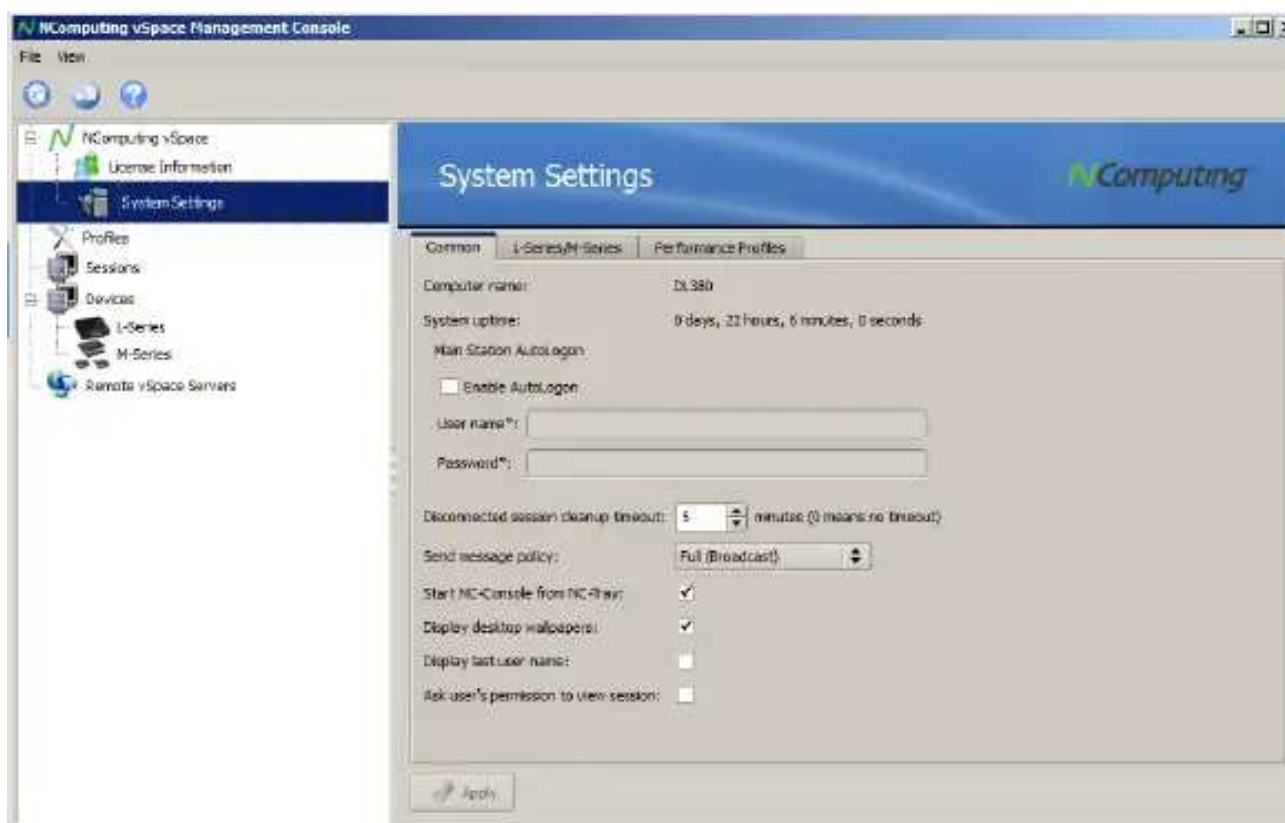 NComputing vSpace Management Console
File View
NComputing vSpace
License Information
System Settings
Profiles
Sessions
Devices
L-Series
M-Series
Remote vSpace Servers
System Settings
NComputing
Common L-Series/M-Series Performance Profiles
Computer name: DL380
System uptime: 0 days, 22 hours, 6 minutes, 0 seconds
Main Station AutoLogon
Enable AutoLogon
User name*:
Password*:
Disconnected session cleanup timeout: 5 minutes (0 means no timeout)
Send message policy: Full (Broadcast)
Start NC-Console from NC-Tray:
Display desktop wallpapers:
Display last user name:
Ask user's permission to view session:
Apply